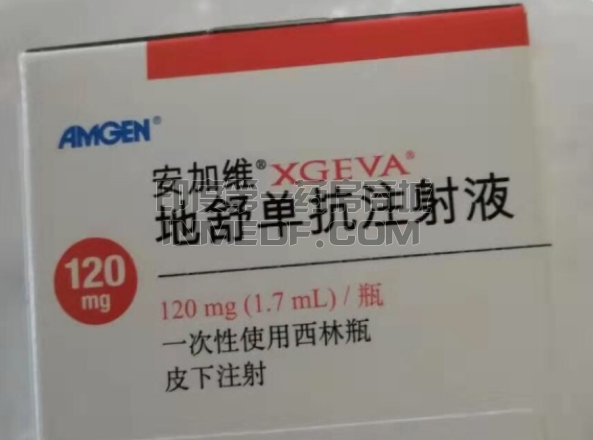 AMGEN®
安加维® XGEVA®
地舒单抗注射液
120
mg
120 mg (1.7 mL) / 瓶
一次性使用西林瓶
皮下注射